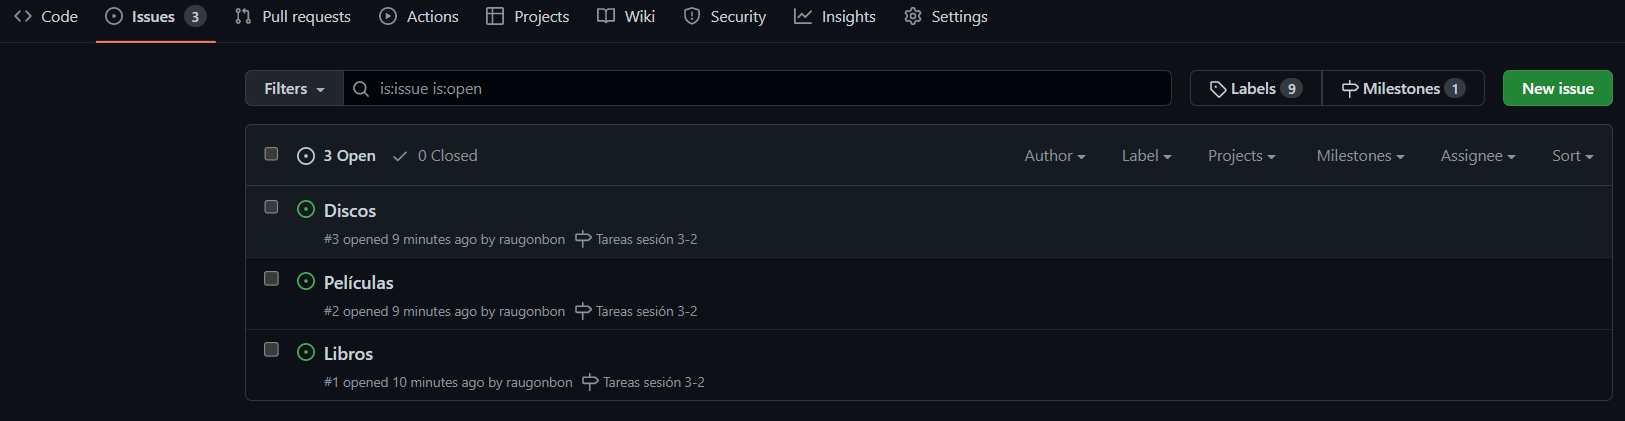 Code Issues 3 Pull requests Actions Projects Wiki Security Insights Settings
Filters is:issue is:open Labels 9 Milestones 1 New issue
3 Open 0 Closed Author Label Projects Milestones Assignee Sort
Discos
#3 opened 9 minutes ago by raugonbon Tareas sesión 3-2
Películas
#2 opened 9 minutes ago by raugonbon Tareas sesión 3-2
Libros
#1 opened 10 minutes ago by raugonbon Tareas sesión 3-2